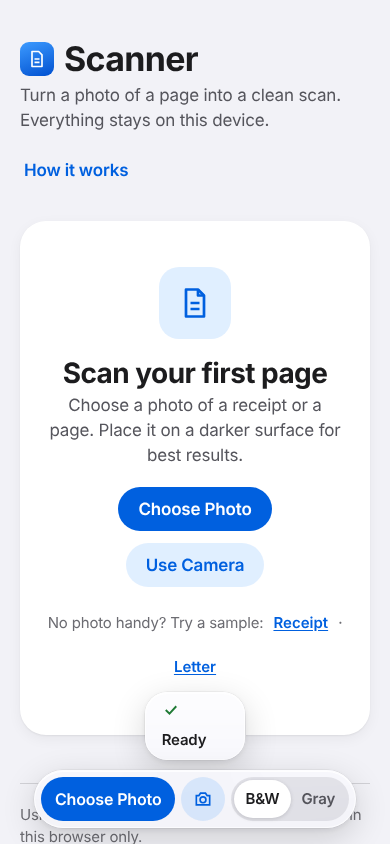 Scanner
Turn a photo of a page into a clean scan.
Everything stays on this device.
How it works
Scan your first page
Choose a photo of a receipt or a
page. Place it on a darker surface for
best results.
Choose Photo
Use Camera
No photo handy? Try a sample: Receipt ·
Letter
Ready
Choose Photo
B&W
Gray
this browser only.